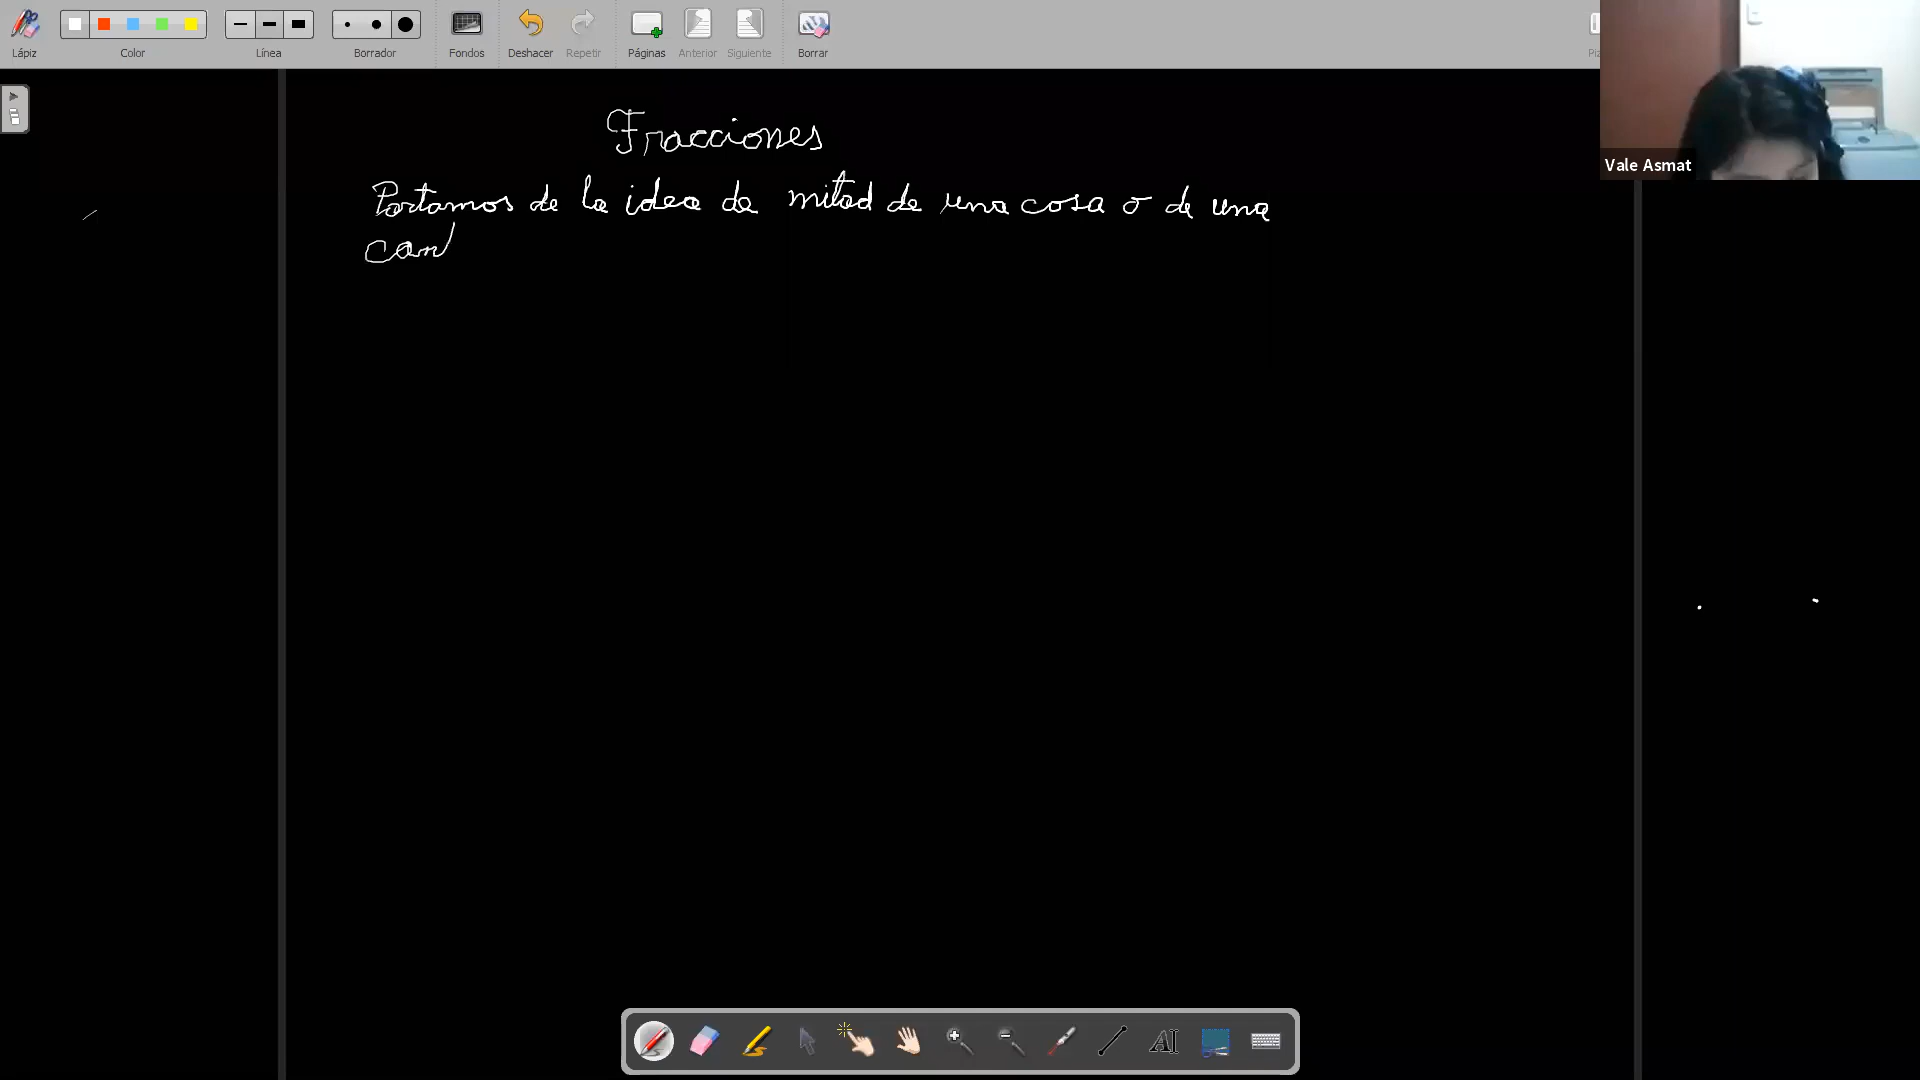 Lápiz Color Línea Borrador Fondos Deshacer Repetir Páginas Anterior Siguiente Borrar
Vale Asmat
Fracciones
Partamos de la idea de mitad de una cosa o de una
can